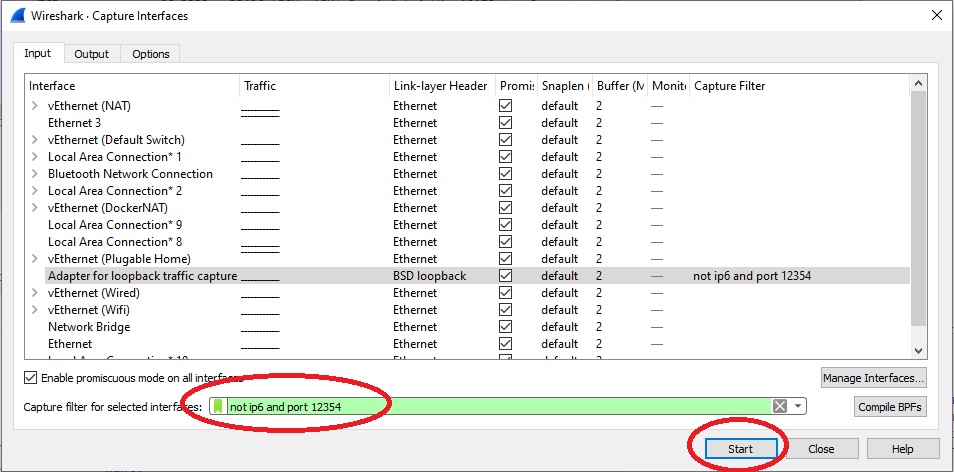 Wireshark · Capture Interfaces
Input Output Options
Interface Traffic Link-layer Header Promis Snaplen ( Buffer (M Monito Capture Filter
vEthernet (NAT) Ethernet default 2 —
Ethernet 3 Ethernet default 2 —
vEthernet (Default Switch) Ethernet default 2 —
Local Area Connection* 1 Ethernet default 2 —
Bluetooth Network Connection Ethernet default 2 —
Local Area Connection* 2 Ethernet default 2 —
vEthernet (DockerNAT) Ethernet default 2 —
Local Area Connection* 9 Ethernet default 2 —
Local Area Connection* 8 Ethernet default 2 —
vEthernet (Plugable Home) Ethernet default 2 —
Adapter for loopback traffic capture BSD loopback default 2 — not ip6 and port 12354
vEthernet (Wired) Ethernet default 2 —
vEthernet (Wifi) Ethernet default 2 —
Network Bridge Ethernet default 2 —
Ethernet Ethernet default 2 —
Enable promiscuous mode on all interfaces Manage Interfaces...
Capture filter for selected interfaces: not ip6 and port 12354 Compile BPFs
Start Close Help